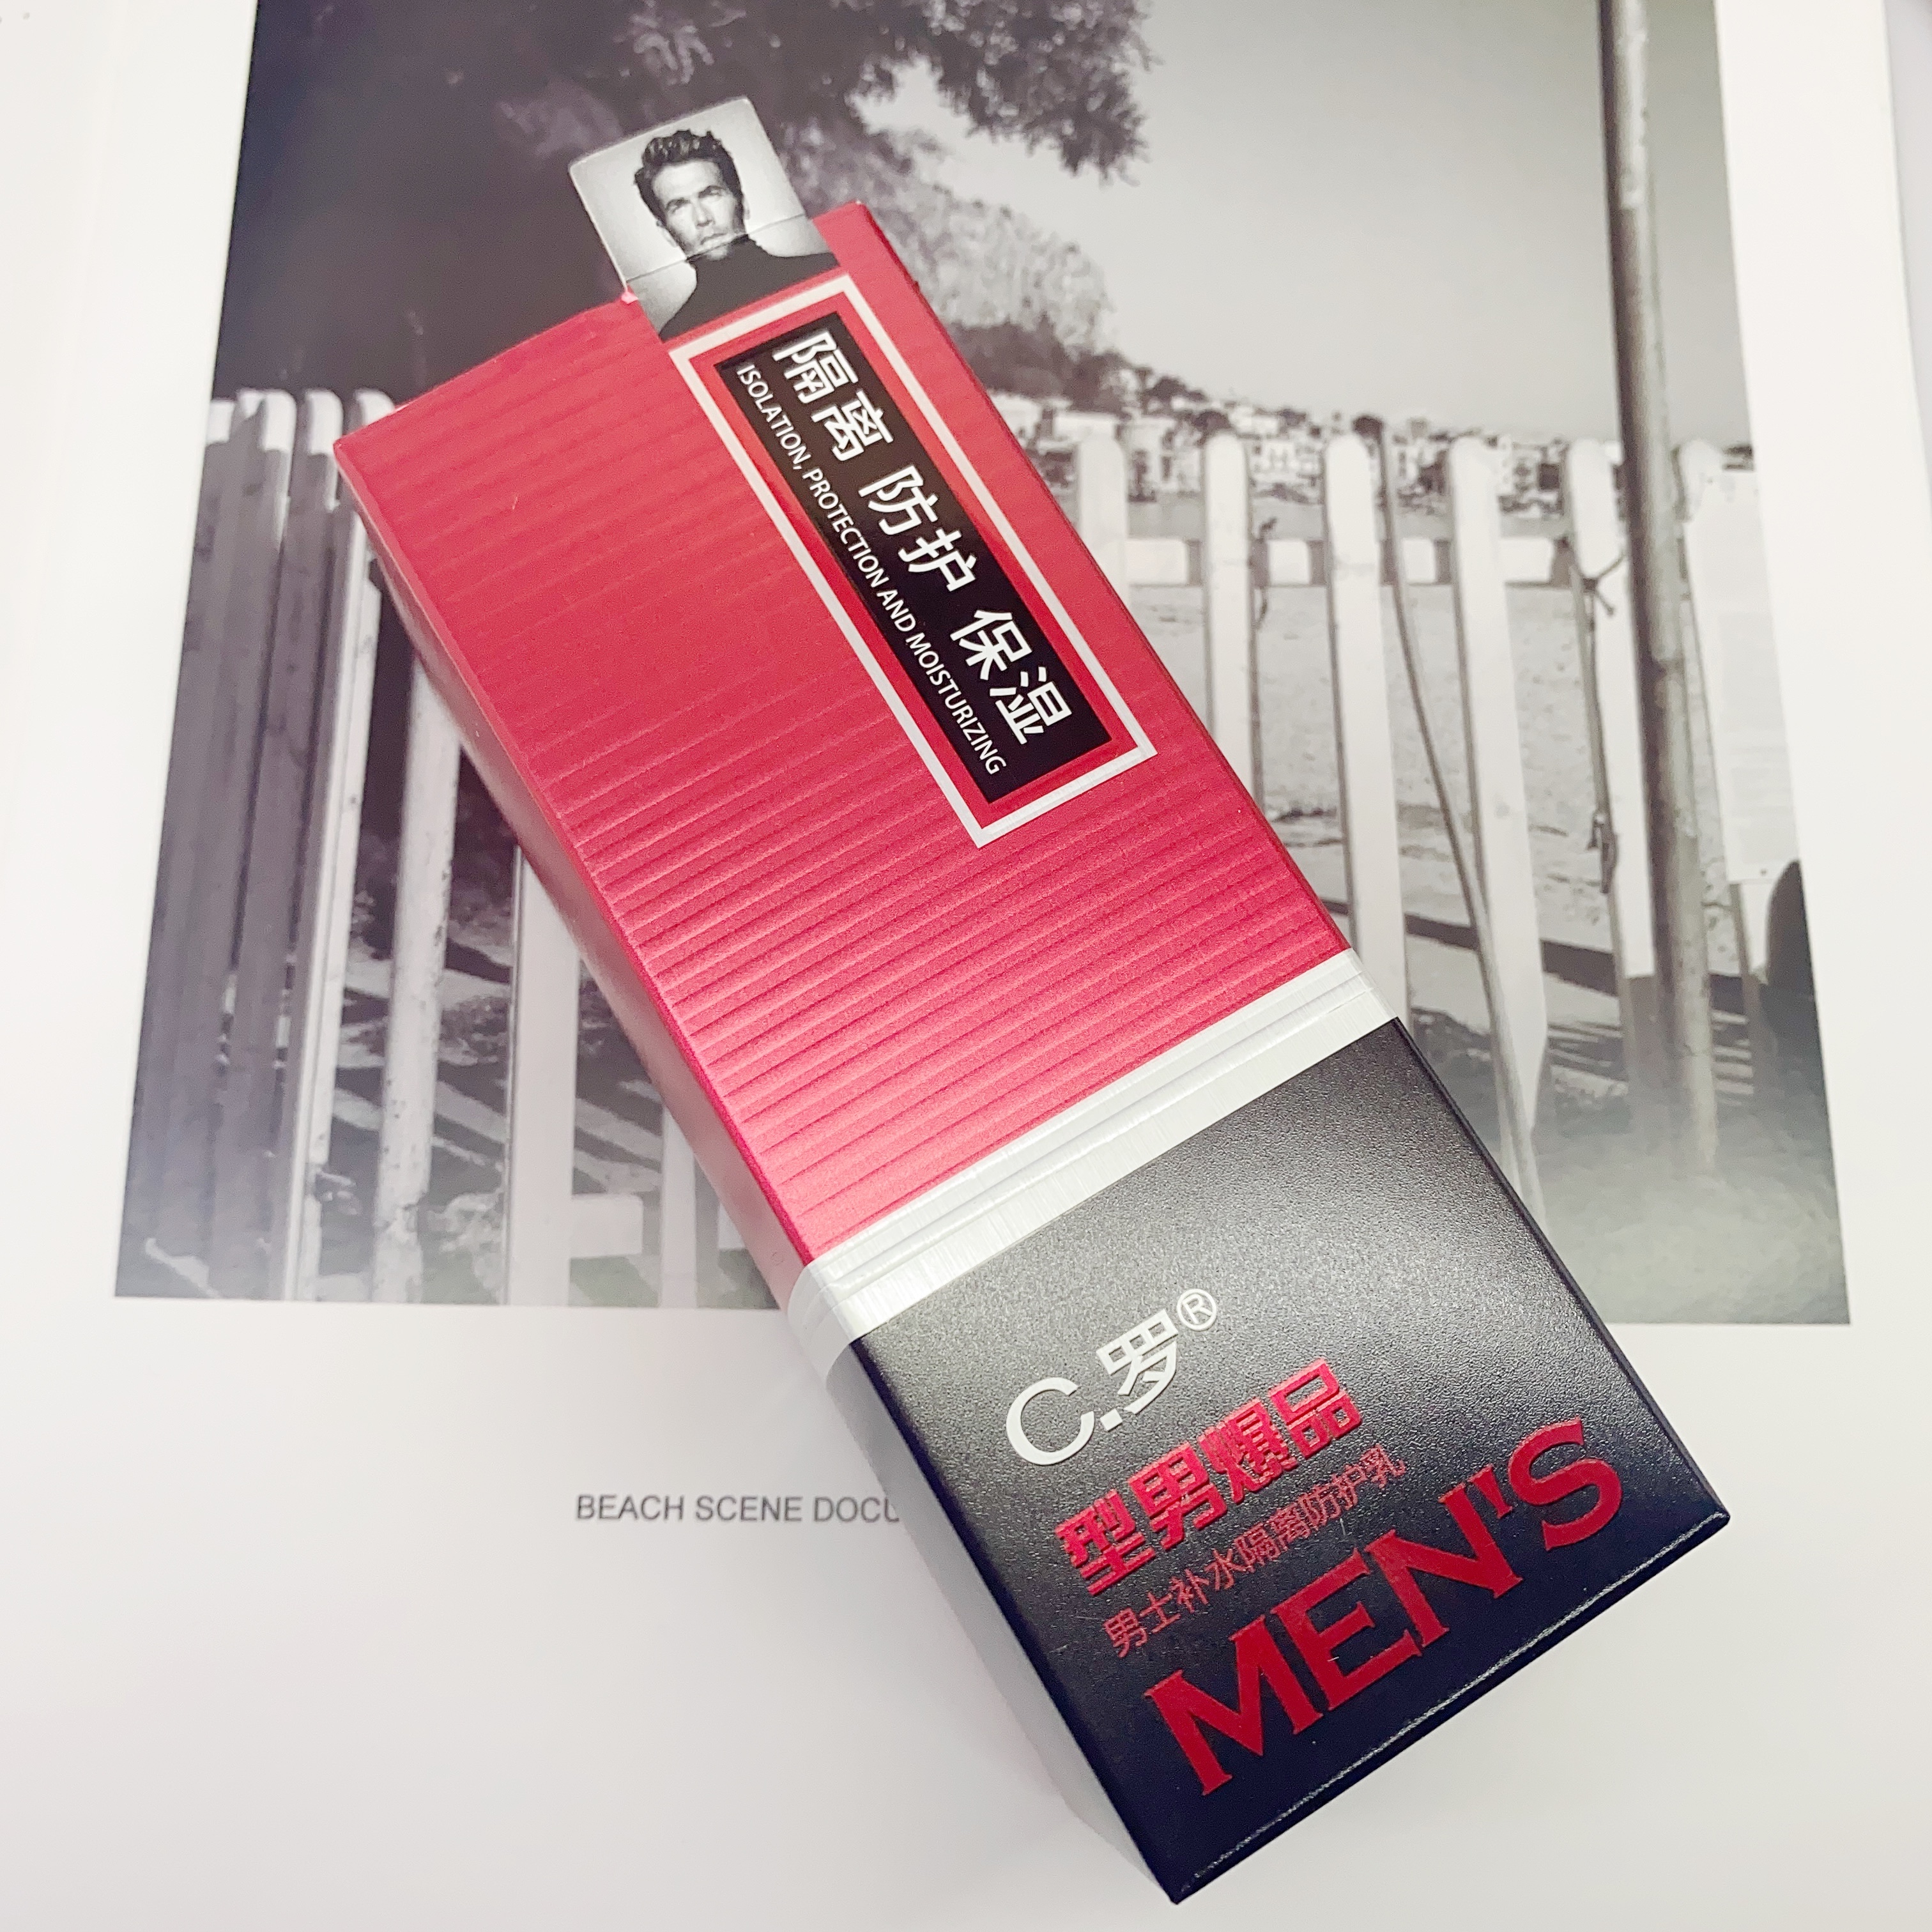 隔离 防护 保湿
ISOLATION, PROTECTION AND MOISTURIZING
C.罗®
型男爆品
男士补水隔离防护乳
MEN'S
BEACH SCENE DOCU